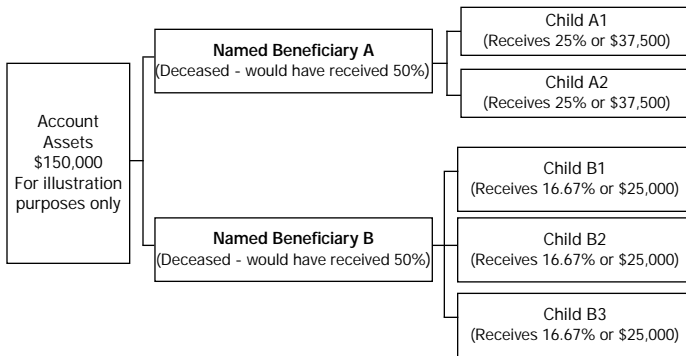 Account
Assets
$150,000
For illustration
purposes only
Named Beneficiary A
(Deceased - would have received 50%)
Child A1
(Receives 25% or $37,500)
Child A2
(Receives 25% or $37,500)
Named Beneficiary B
(Deceased - would have received 50%)
Child B1
(Receives 16.67% or $25,000)
Child B2
(Receives 16.67% or $25,000)
Child B3
(Receives 16.67% or $25,000)